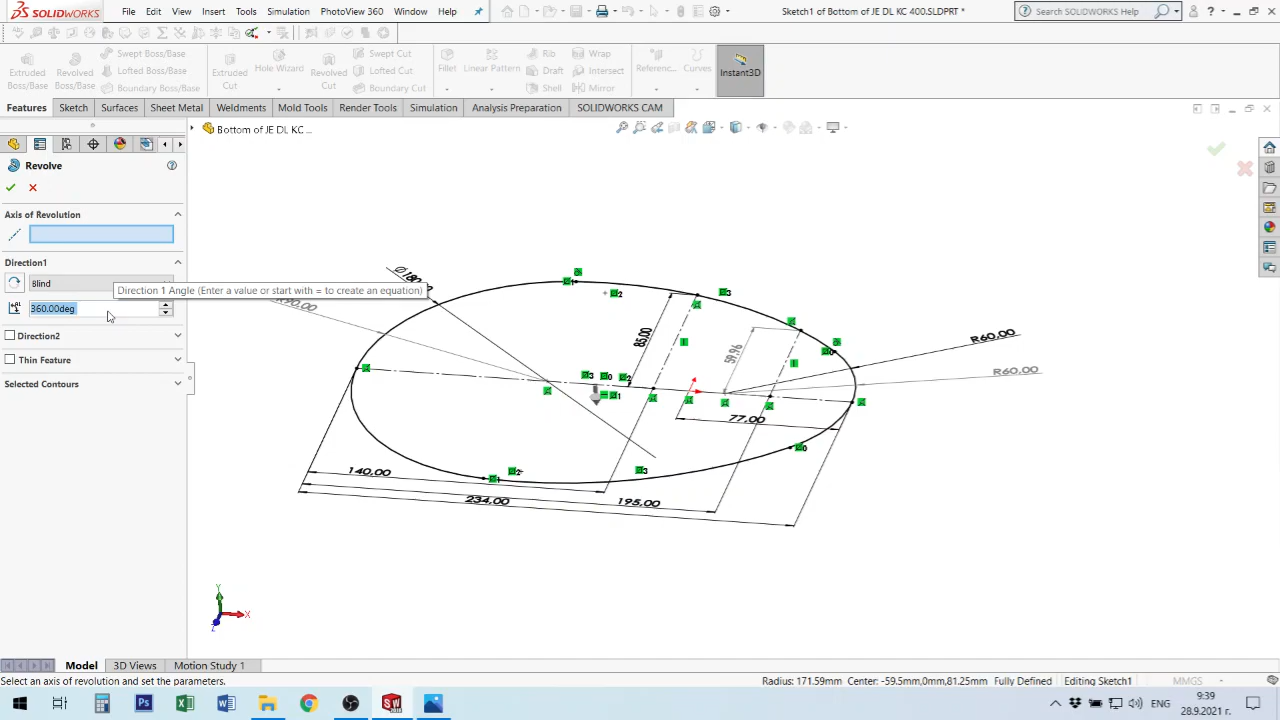 SOLIDWORKS File Edit View Insert Tools Simulation PhotoView 360 Window Help Sketch1 of Bottom of JE DL KC 400.SLDPRT * Search SOLIDWORKS Help
Extruded Boss/Base
Revolved Boss/Base
Swept Boss/Base
Lofted Boss/Base
Boundary Boss/Base
Extruded Cut
Hole Wizard
Revolved Cut
Swept Cut
Lofted Cut
Boundary Cut
Fillet
Linear Pattern
Rib
Draft
Shell
Wrap
Intersect
Mirror
Referenc...
Curves
Instant3D
Features Sketch Surfaces Sheet Metal Weldments Mold Tools Render Tools Simulation Analysis Preparation SOLIDWORKS CAM
Bottom of JE DL KC ...
Revolve
Axis of Revolution
Direction1
Blind
Direction 1 Angle (Enter a value or start with = to create an equation)
360.00deg
Direction2
Thin Feature
Selected Contours
R90,00
85,00
59,96
R60,00
R60,00
77,00
140,00
195,00
234,00
Y
X
Z
Model 3D Views Motion Study 1
Select an axis of revolution and set the parameters. Radius: 171.59mm Center: -59.5mm,0mm,81.25mm Fully Defined Editing Sketch1 MMGS
ENG 9:39
28.9.2021 г.